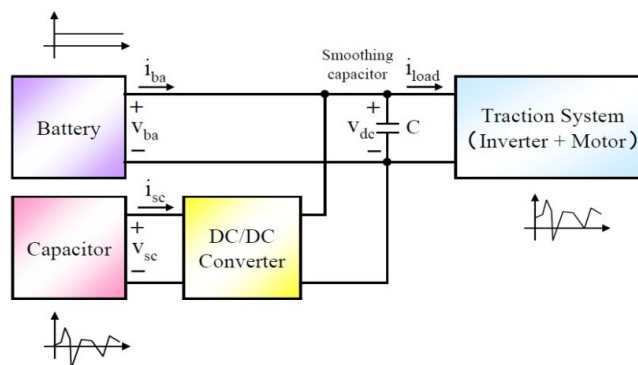 Smoothing
capacitor
i_ba
i_load
Battery
+
v_ba
−
+
v_dc
−
C
Traction System
(Inverter + Motor)
i_sc
Capacitor
+
v_sc
−
DC/DC
Converter